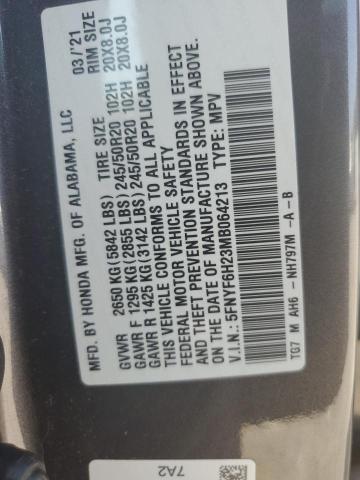 MFD. BY HONDA MFG. OF ALABAMA, LLC 03/'21
TIRE SIZE RIM SIZE
GVWR 2650 KG (5842 LBS)
GAWR F 1295 KG (2855 LBS) 245/50R20 102H 20X8.0J
GAWR R 1425 KG (3142 LBS) 245/50R20 102H 20X8.0J
THIS VEHICLE CONFORMS TO ALL APPLICABLE
FEDERAL MOTOR VEHICLE SAFETY
AND THEFT PREVENTION STANDARDS IN EFFECT
ON THE DATE OF MANUFACTURE SHOWN ABOVE.
V.I.N.: 5FNYF6H23MB064213 TYPE: MPV
TG7 M AH6 -NH797M -A -B
7A2